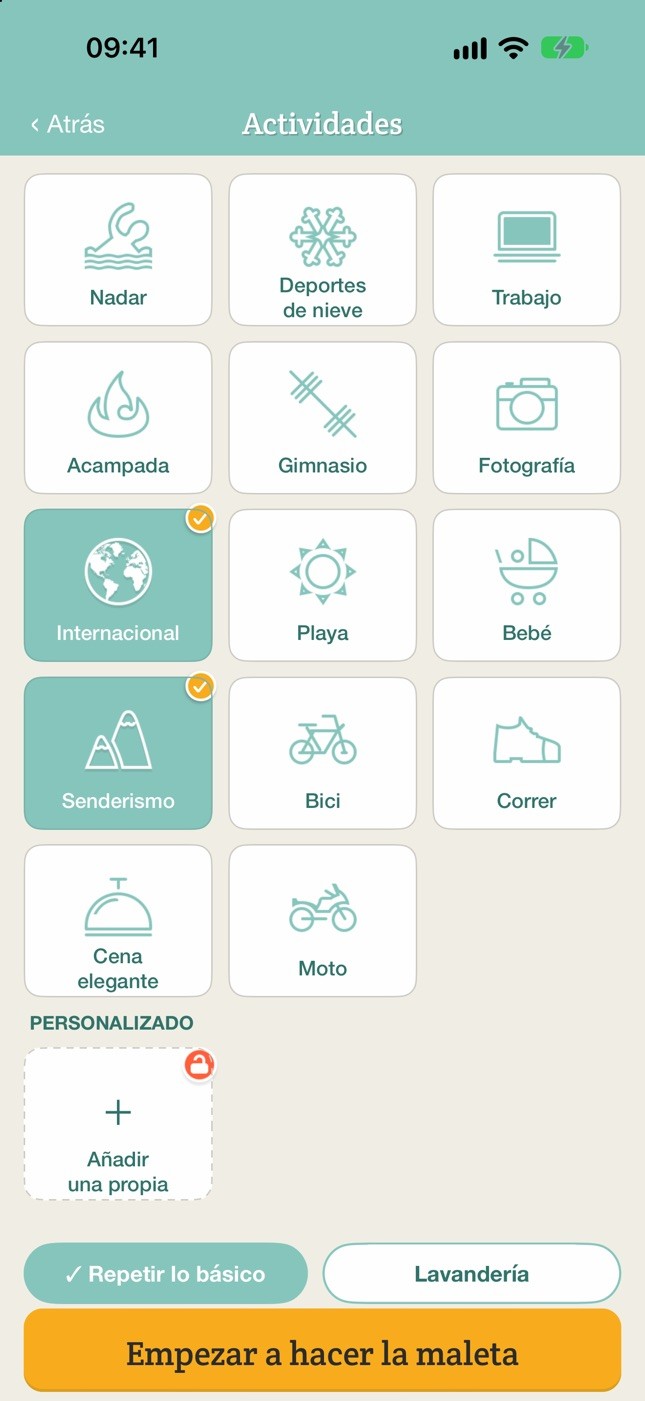 09:41
‹ Atrás
Actividades
Nadar
Deportes
de nieve
Trabajo
Acampada
Gimnasio
Fotografía
Internacional
Playa
Bebé
Senderismo
Bici
Correr
Cena
elegante
Moto
PERSONALIZADO
+
Añadir
una propia
✓ Repetir lo básico
Lavandería
Empezar a hacer la maleta